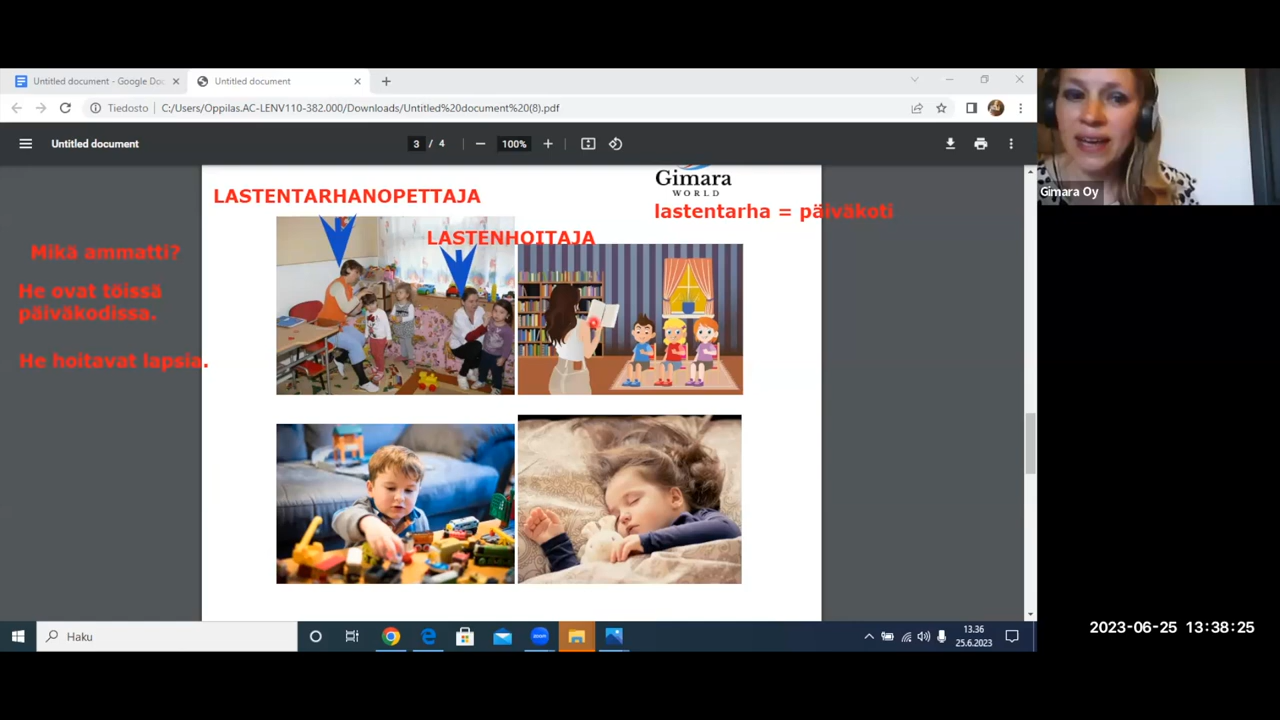 Untitled document - Google Doc
Untitled document
Tiedosto
C:/Users/Oppilas.AC-LENV110-382.000/Downloads/Untitled%20document%20(8).pdf
Untitled document
3 / 4
100%
Gimara
WORLD
Gimara Oy
LASTENTARHANOPETTAJA
lastentarha = päiväkoti
LASTENHOITAJA
Mikä ammatti?
He ovat töissä
päiväkodissa.
He hoitavat lapsia.
Haku
zoom
13.36
25.6.2023
2023-06-25 13:38:25